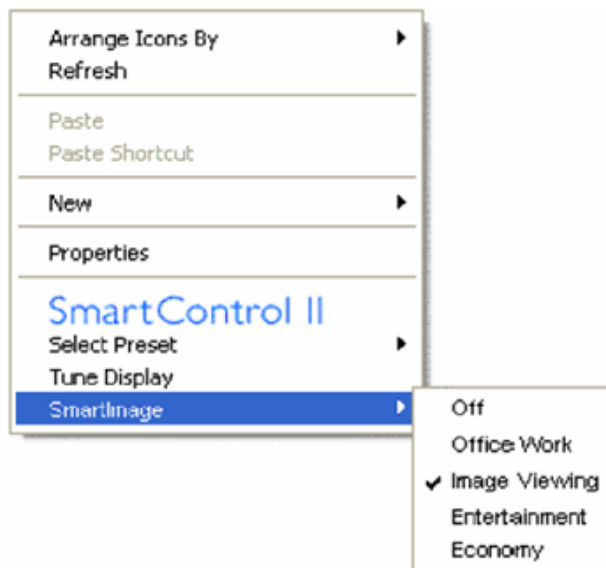 Arrange Icons By
Refresh
Paste
Paste Shortcut
New
Properties
SmartControl II
Select Preset
Tune Display
SmartImage
Off
Office Work
Image Viewing
Entertainment
Economy